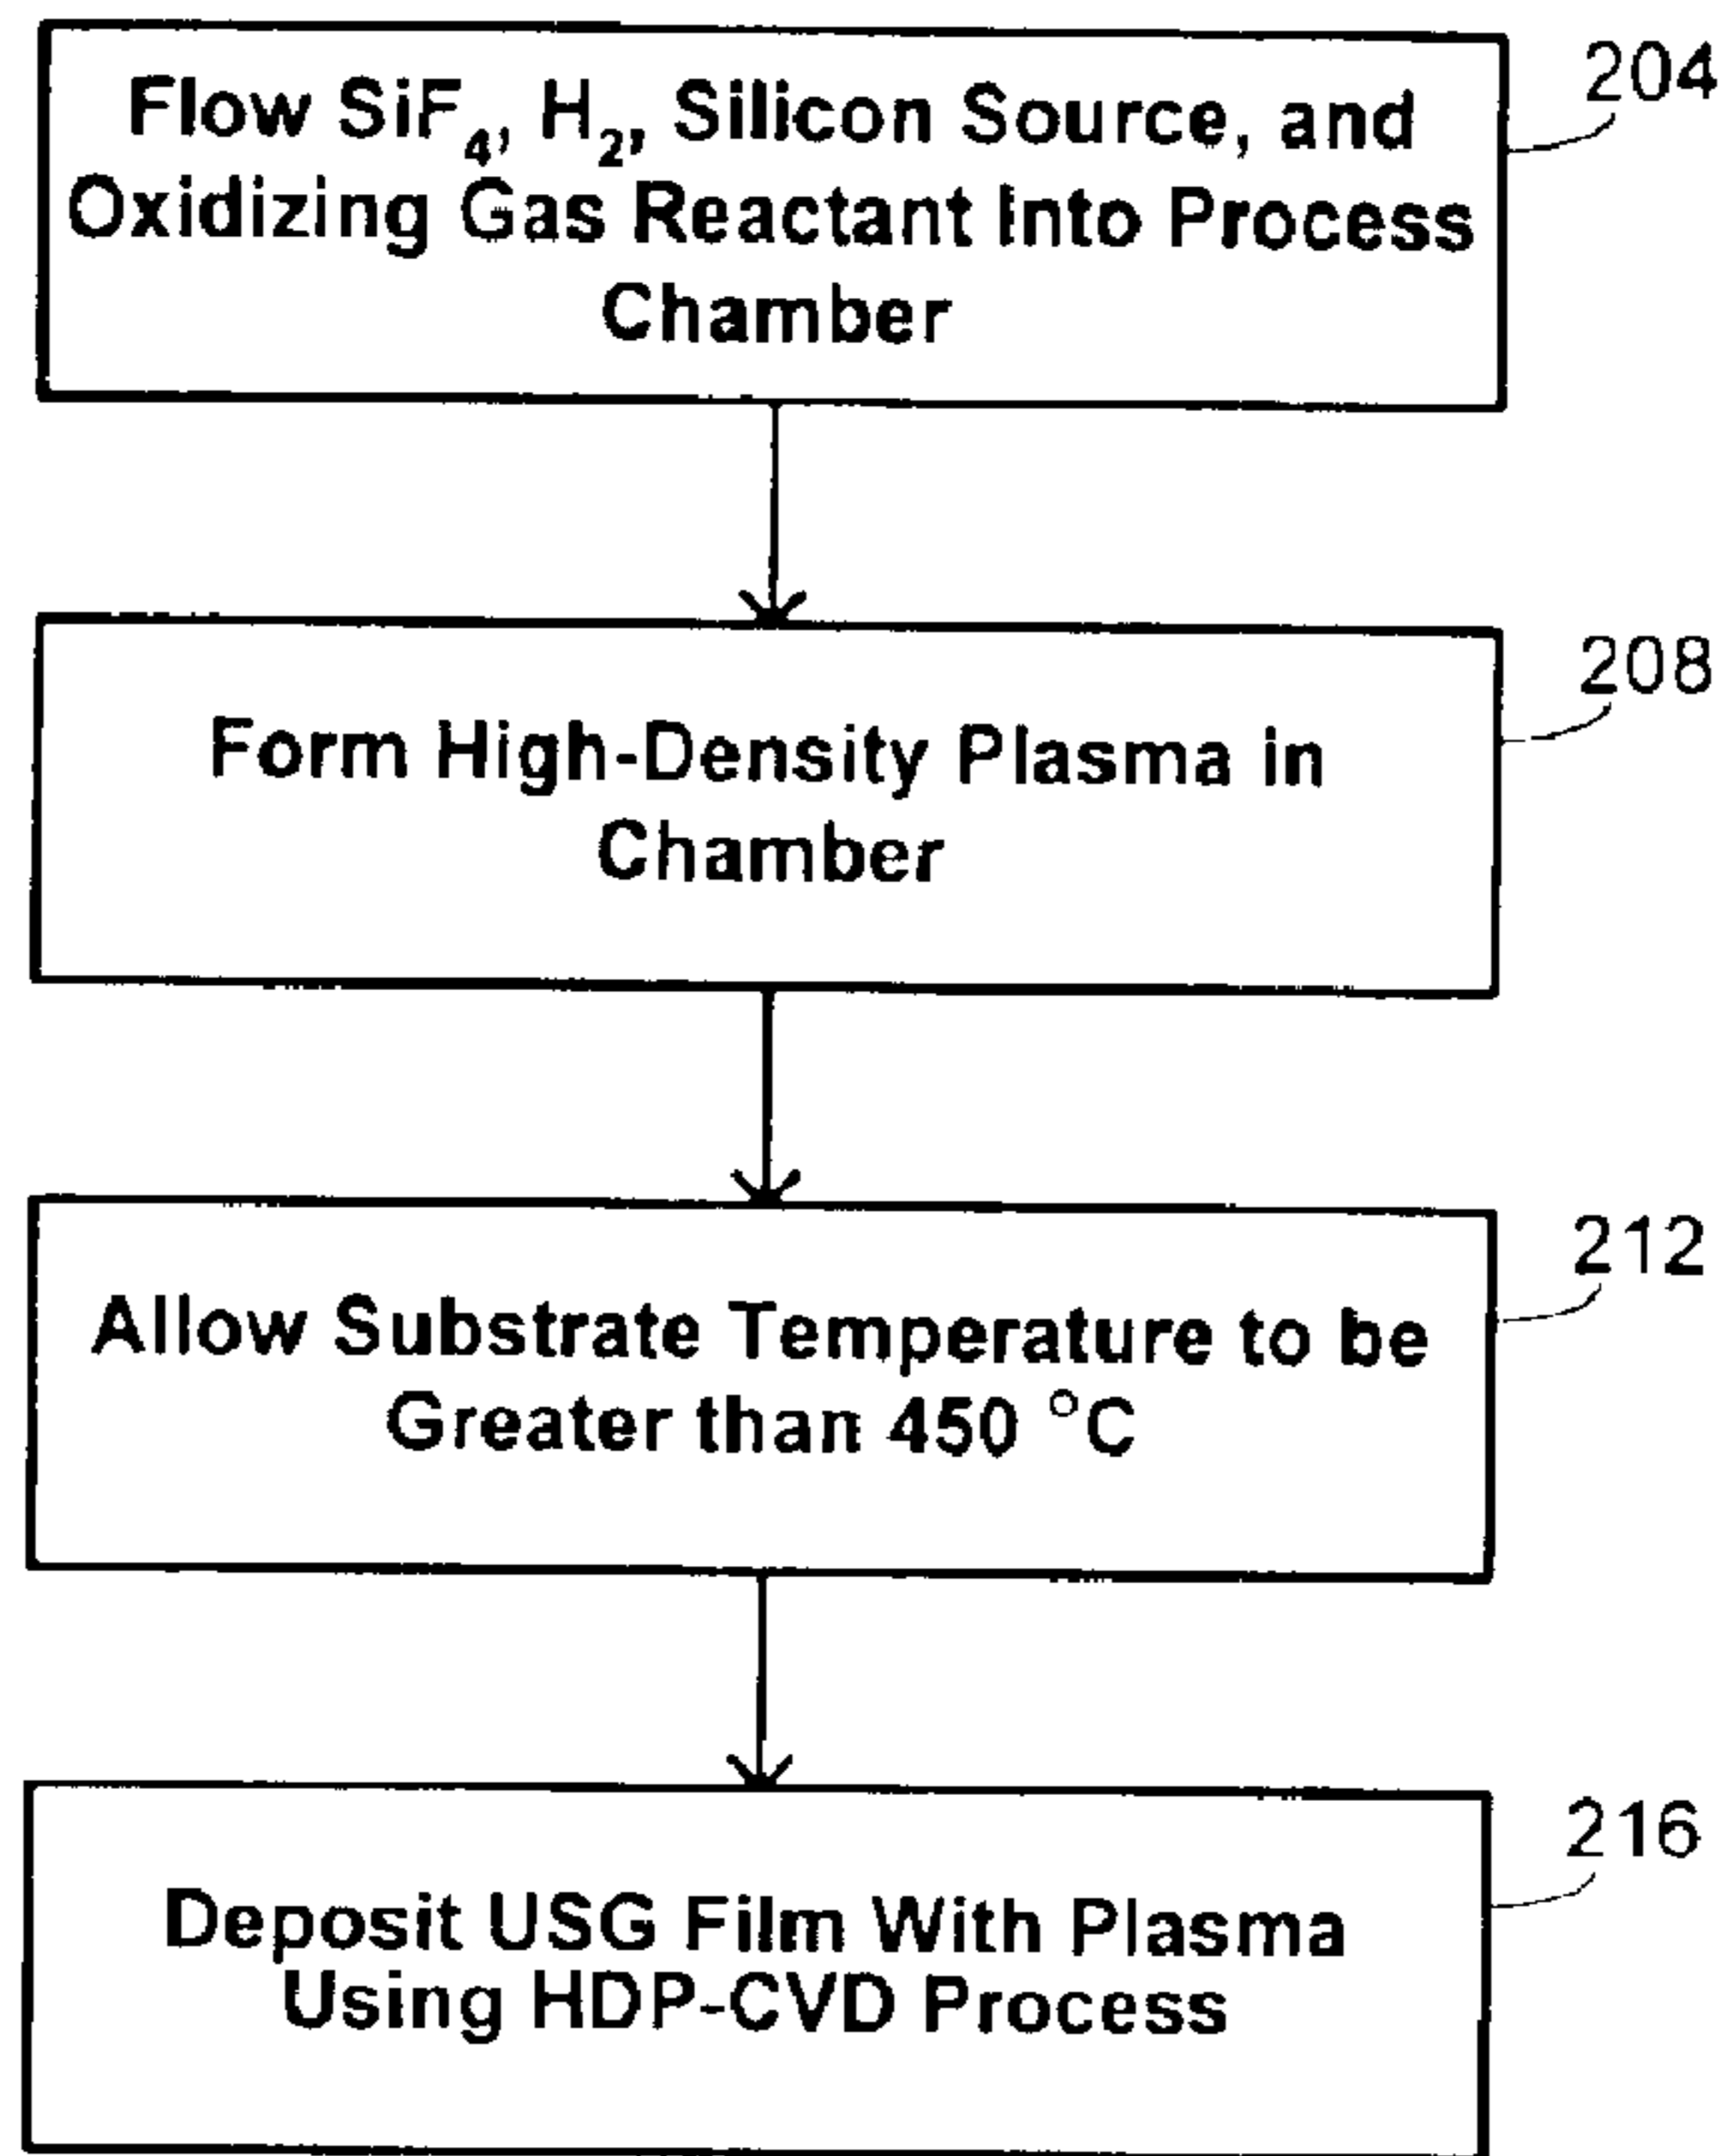 Flow SiF₄, H₂, Silicon Source, and
Oxidizing Gas Reactant Into Process
Chamber
204
Form High-Density Plasma in
Chamber
208
Allow Substrate Temperature to be
Greater than 450 °C
212
Deposit USG Film With Plasma
Using HDP-CVD Process
216